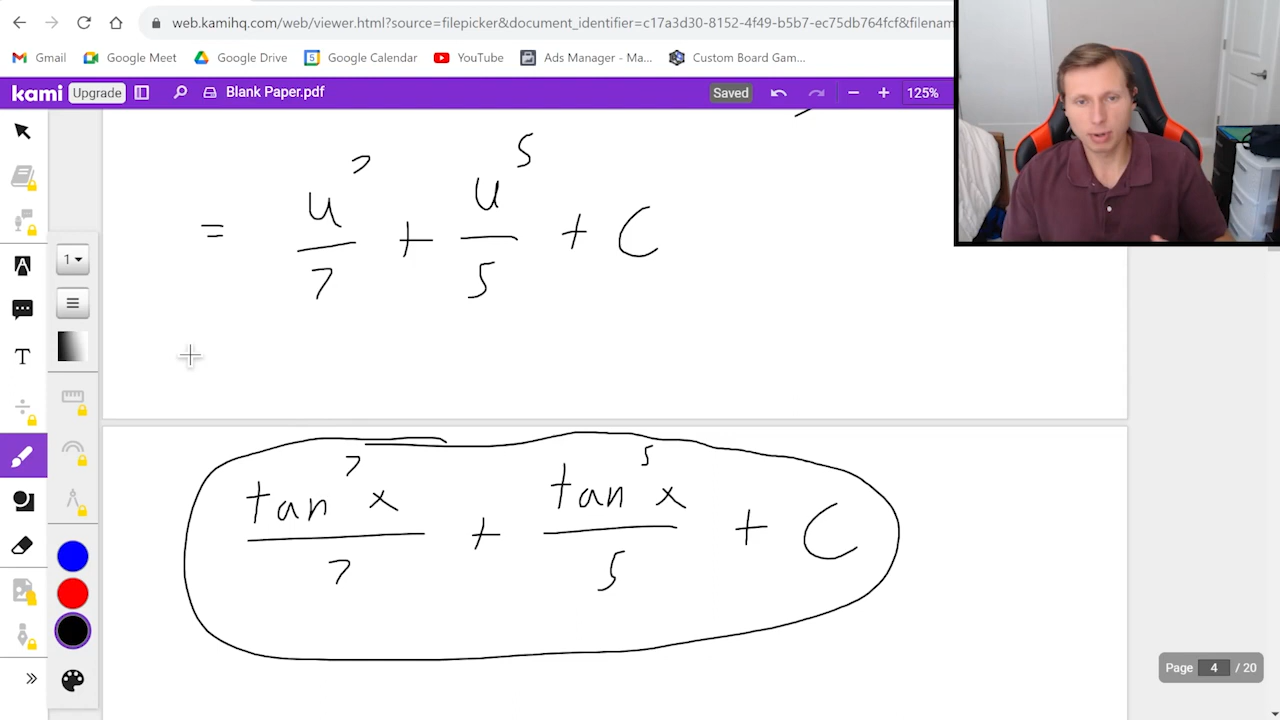 web.kamihq.com/web/viewer.html?source=filepicker&document_identifier=c17a3d30-8152-4f49-b5b7-ec75db764fcf&filenam
Gmail Google Meet Google Drive 5 Google Calendar YouTube Ads Manager - Ma... Custom Board Gam...
kami Upgrade Blank Paper.pdf Saved 125%
= u^7/7 + u^5/5 + C
1
T
tan^7 x/7 + tan^5 x/5 + C
Page 4 / 20